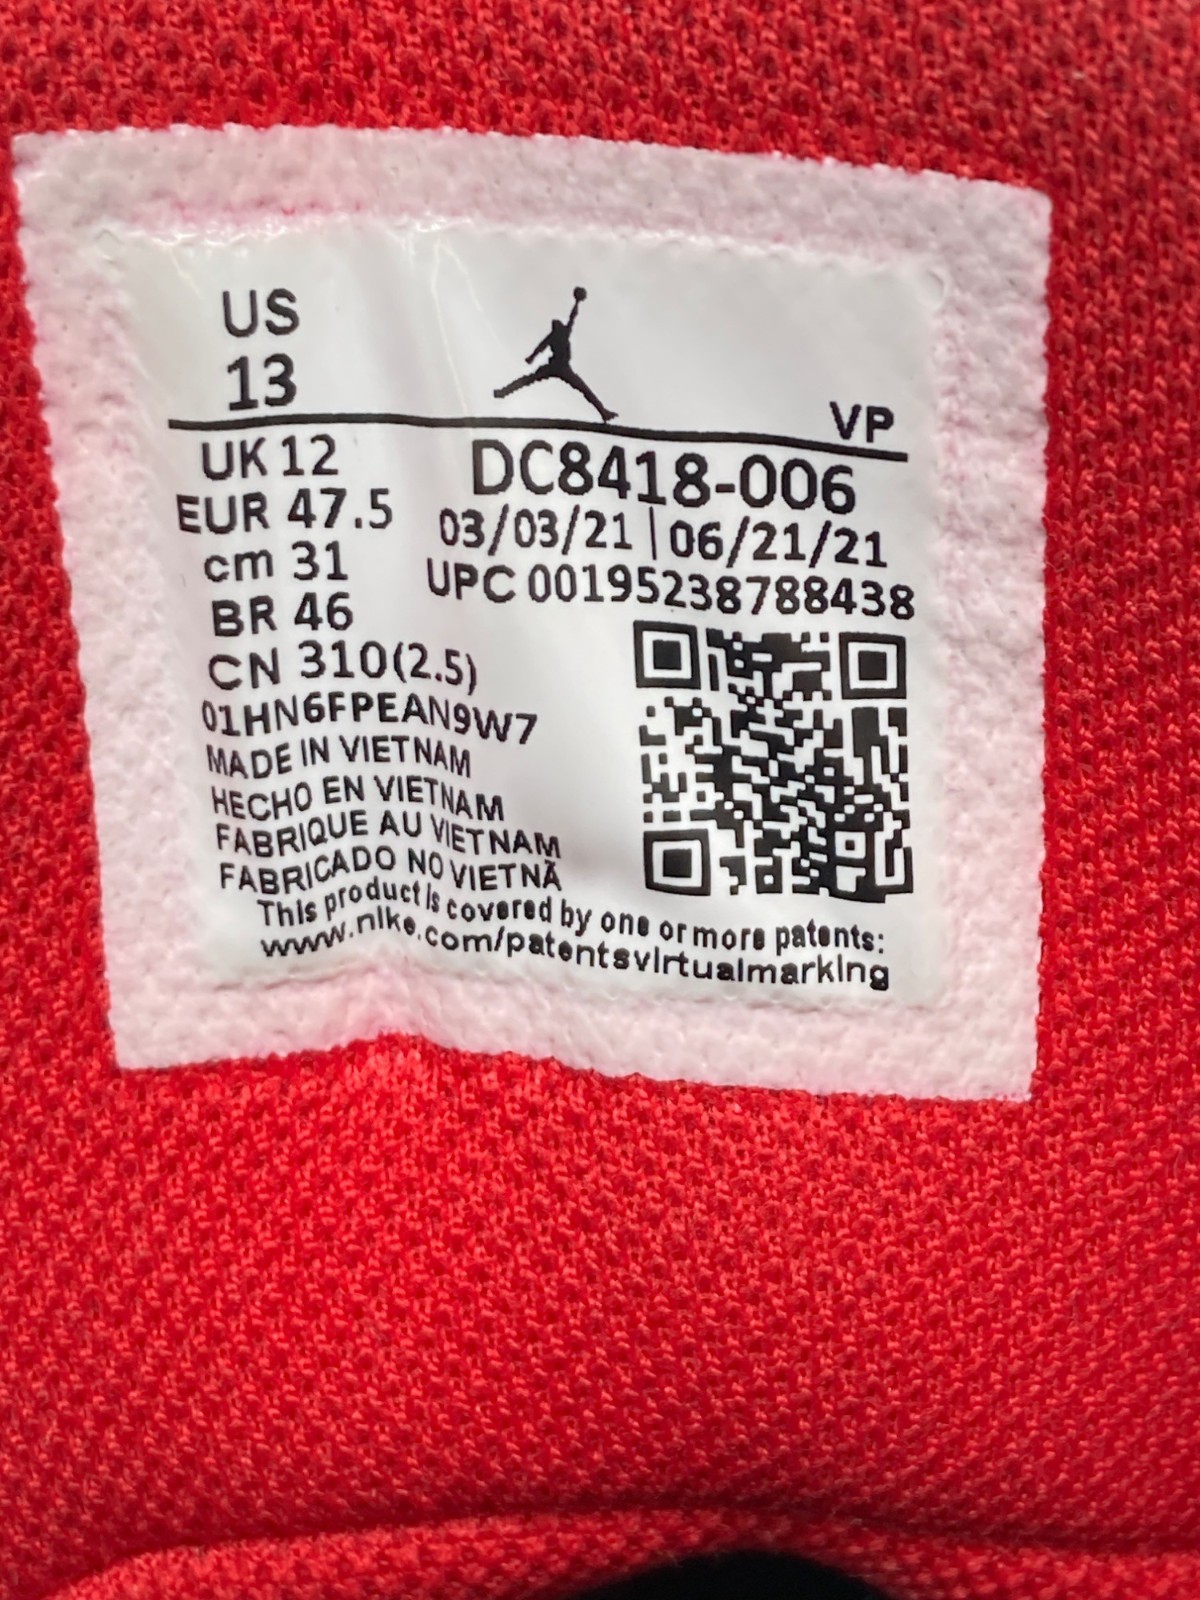 US
13
VP
UK 12
EUR 47.5
cm 31
BR 46
CN 310(2.5)
01HN6FPEAN9W7
DC8418-006
03/03/21 | 06/21/21
UPC 00195238788438
MADE IN VIETNAM
HECHO EN VIETNAM
FABRIQUE AU VIETNAM
FABRICADO NO VIETNÃ
This product is covered by one or more patents:
www.nike.com/patentsvirtualmarking